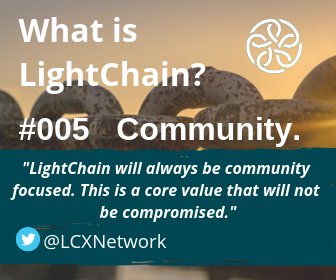 What is
LightChain?
#005 Community.
"LightChain will always be community
focused. This is a core value that will not
be compromised."
@LCXNetwork